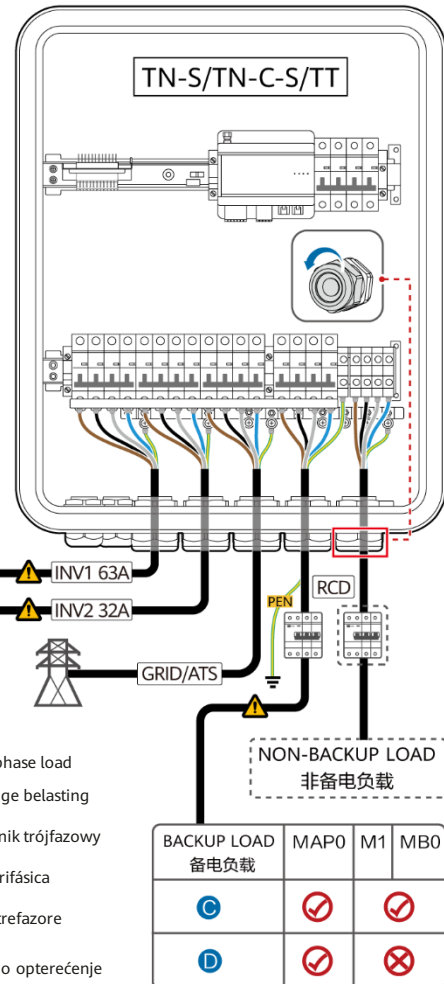 TN-S/TN-C-S/TT
INV1 63A
INV2 32A
PEN
RCD
GRID/ATS
NON-BACKUP LOAD
非备电负载
phase load
ge belasting
nik trójfazowy
rifásica
trefazore
o opterećenje
BACKUP LOAD
备电负载
MAP0 M1 MB0
C
D